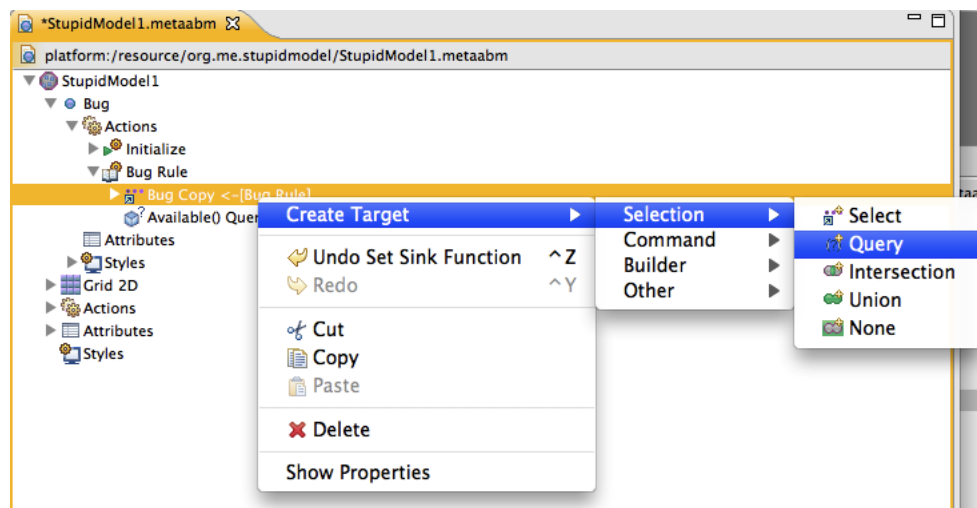 *StupidModel1.metaabm
platform:/resource/org.me.stupidmodel/StupidModel1.metaabm
StupidModel1
Bug
Actions
Initialize
Bug Rule
Bug Copy <-[Bug Rule]
Available() Quer
Attributes
Styles
Grid 2D
Actions
Attributes
Styles
Create Target
Undo Set Sink Function ^Z
Redo ^Y
Cut
Copy
Paste
Delete
Show Properties
Selection
Command
Builder
Other
Select
Query
Intersection
Union
None